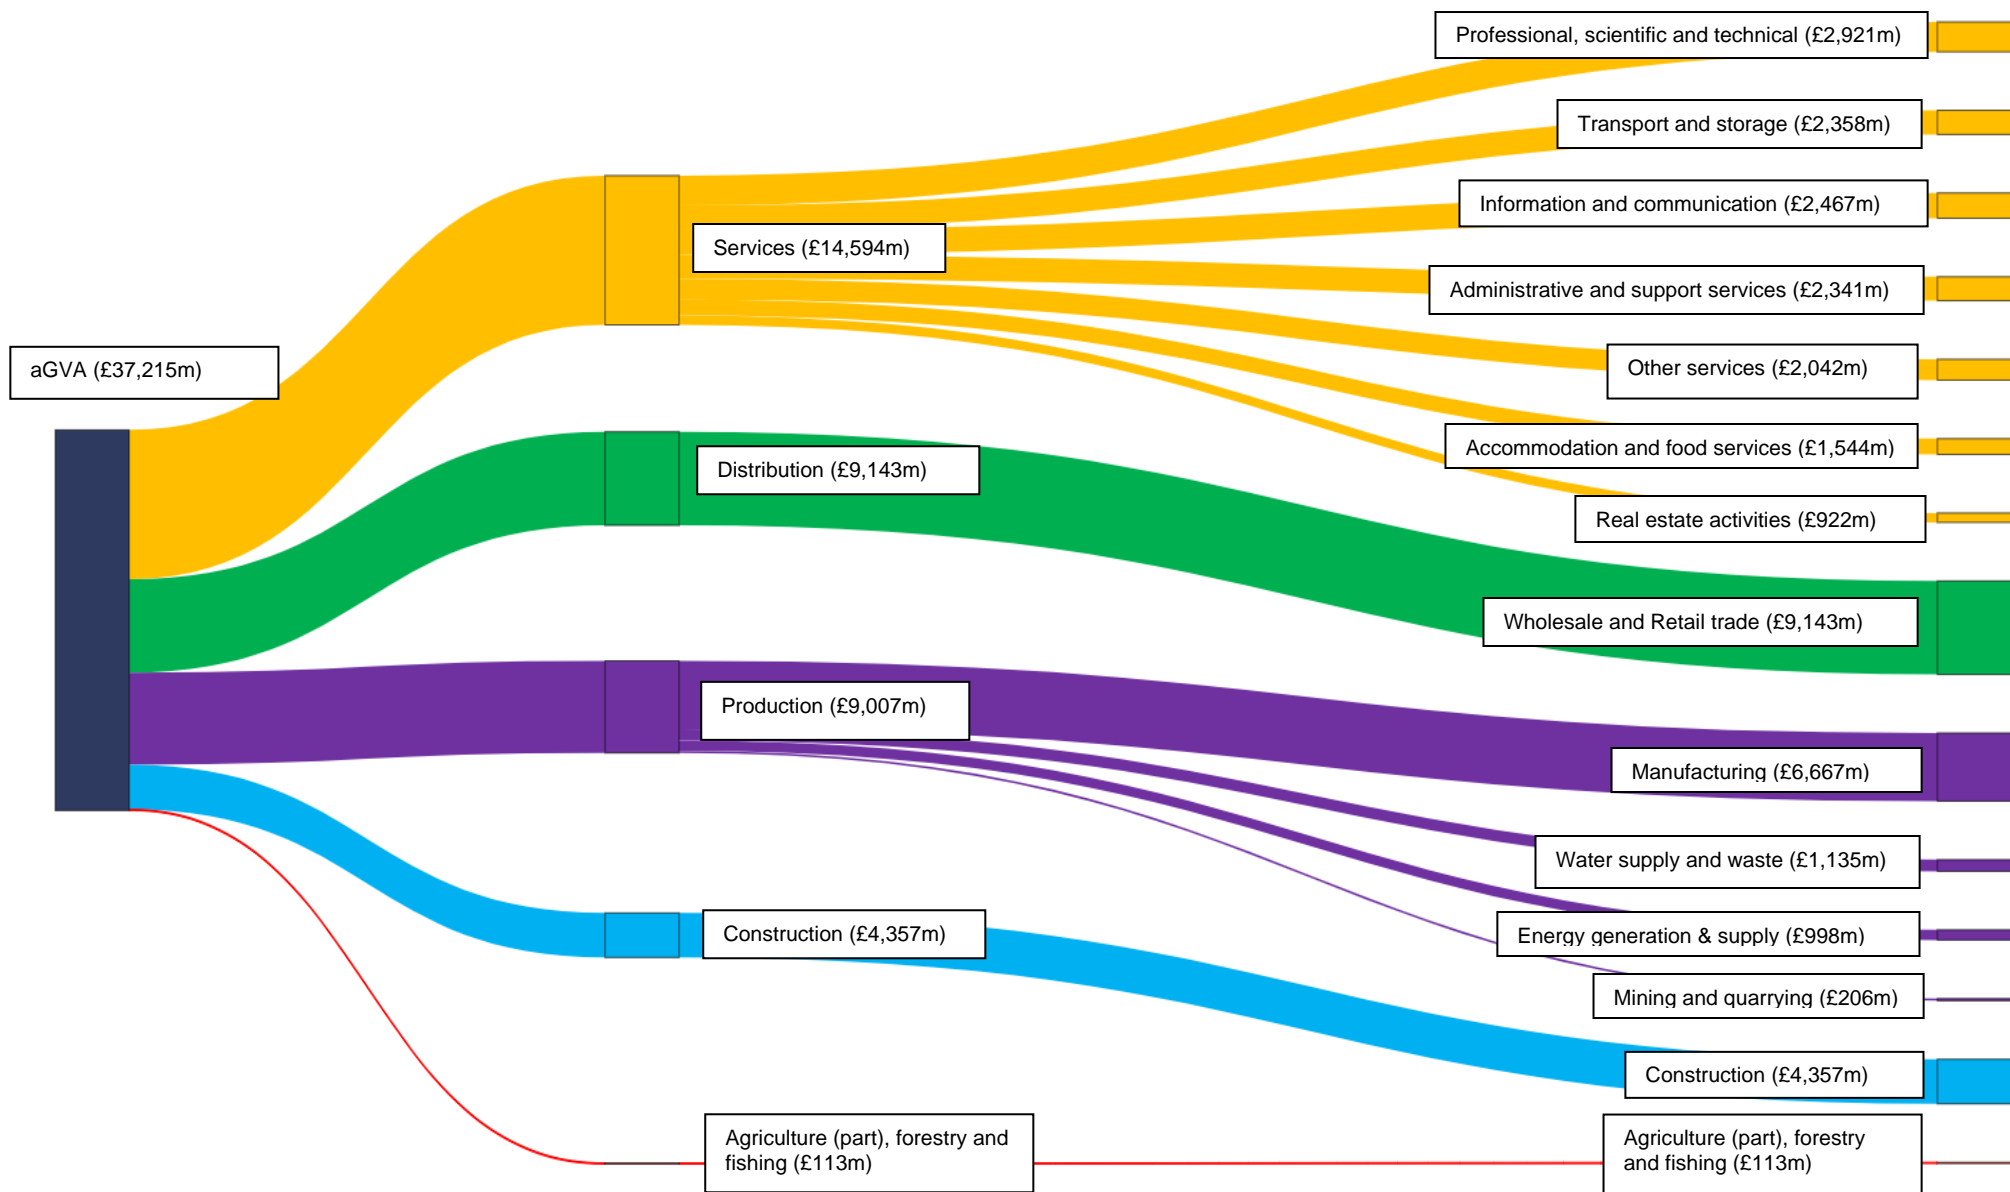 Professional, scientific and technical (£2,921m)
Transport and storage (£2,358m)
Information and communication (£2,467m)
Services (£14,594m)
Administrative and support services (£2,341m)
aGVA (£37,215m)
Other services (£2,042m)
Accommodation and food services (£1,544m)
Distribution (£9,143m)
Real estate activities (£922m)
Wholesale and Retail trade (£9,143m)
Production (£9,007m)
Manufacturing (£6,667m)
Water supply and waste (£1,135m)
Construction (£4,357m)
Energy generation & supply (£998m)
Mining and quarrying (£206m)
Construction (£4,357m)
Agriculture (part), forestry and
fishing (£113m)
Agriculture (part), forestry
and fishing (£113m)